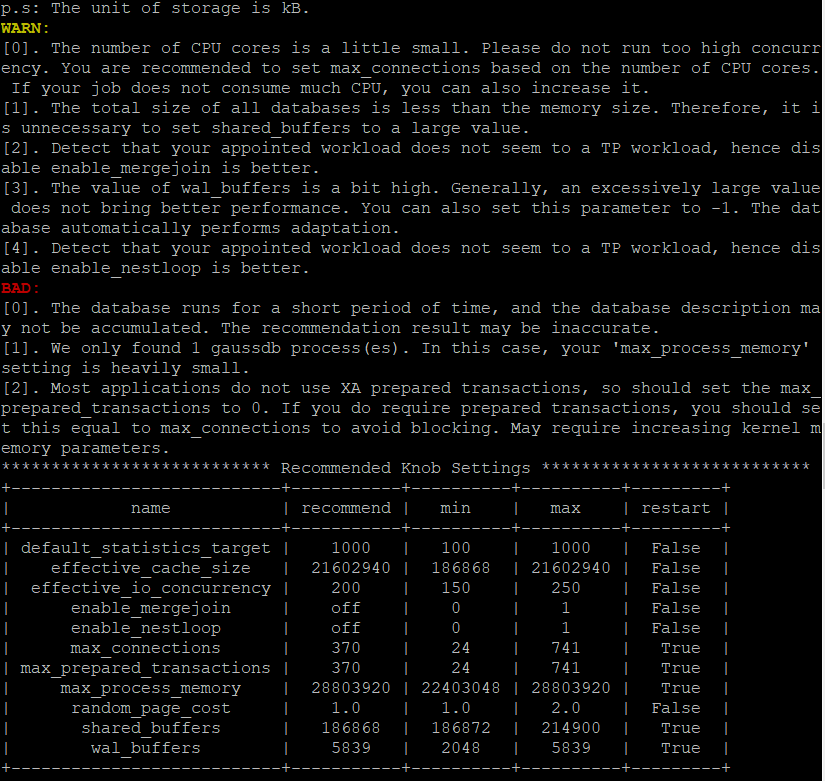 p.s: The unit of storage is kB.
WARN:
[0]. The number of CPU cores is a little small. Please do not run too high concurr
ency. You are recommended to set max_connections based on the number of CPU cores.
 If your job does not consume much CPU, you can also increase it.
[1]. The total size of all databases is less than the memory size. Therefore, it i
s unnecessary to set shared_buffers to a large value.
[2]. Detect that your appointed workload does not seem to a TP workload, hence dis
able enable_mergejoin is better.
[3]. The value of wal_buffers is a bit high. Generally, an excessively large value
 does not bring better performance. You can also set this parameter to -1. The dat
abase automatically performs adaptation.
[4]. Detect that your appointed workload does not seem to a TP workload, hence dis
able enable_nestloop is better.
BAD:
[0]. The database runs for a short period of time, and the database description ma
y not be accumulated. The recommendation result may be inaccurate.
[1]. We only found 1 gaussdb process(es). In this case, your 'max_process_memory'
setting is heavily small.
[2]. Most applications do not use XA prepared transactions, so should set the max_
prepared_transactions to 0. If you do require prepared transactions, you should se
t this equal to max_connections to avoid blocking. May require increasing kernel m
emory parameters.
*************************** Recommended Knob Settings ***************************
+---------------------------+-----------+----------+----------+---------+
|            name           | recommend |   min    |   max    | restart |
+---------------------------+-----------+----------+----------+---------+
| default_statistics_target |    1000   |   100    |   1000   |  False  |
|    effective_cache_size   |  21602940 |  186868  | 21602940 |  False  |
|  effective_io_concurrency |    200    |   150    |   250    |  False  |
|      enable_mergejoin     |    off    |    0     |    1     |  False  |
|      enable_nestloop      |    off    |    0     |    1     |  False  |
|      max_connections      |    370    |    24    |   741    |   True  |
| max_prepared_transactions |    370    |    24    |   741    |   True  |
|     max_process_memory    |  28803920 | 22403048 | 28803920 |   True  |
|      random_page_cost     |    1.0    |   1.0    |   2.0    |  False  |
|       shared_buffers      |   186868  |  186872  |  214900  |   True  |
|        wal_buffers        |    5839   |   2048   |   5839   |   True  |
+---------------------------+-----------+----------+----------+---------+